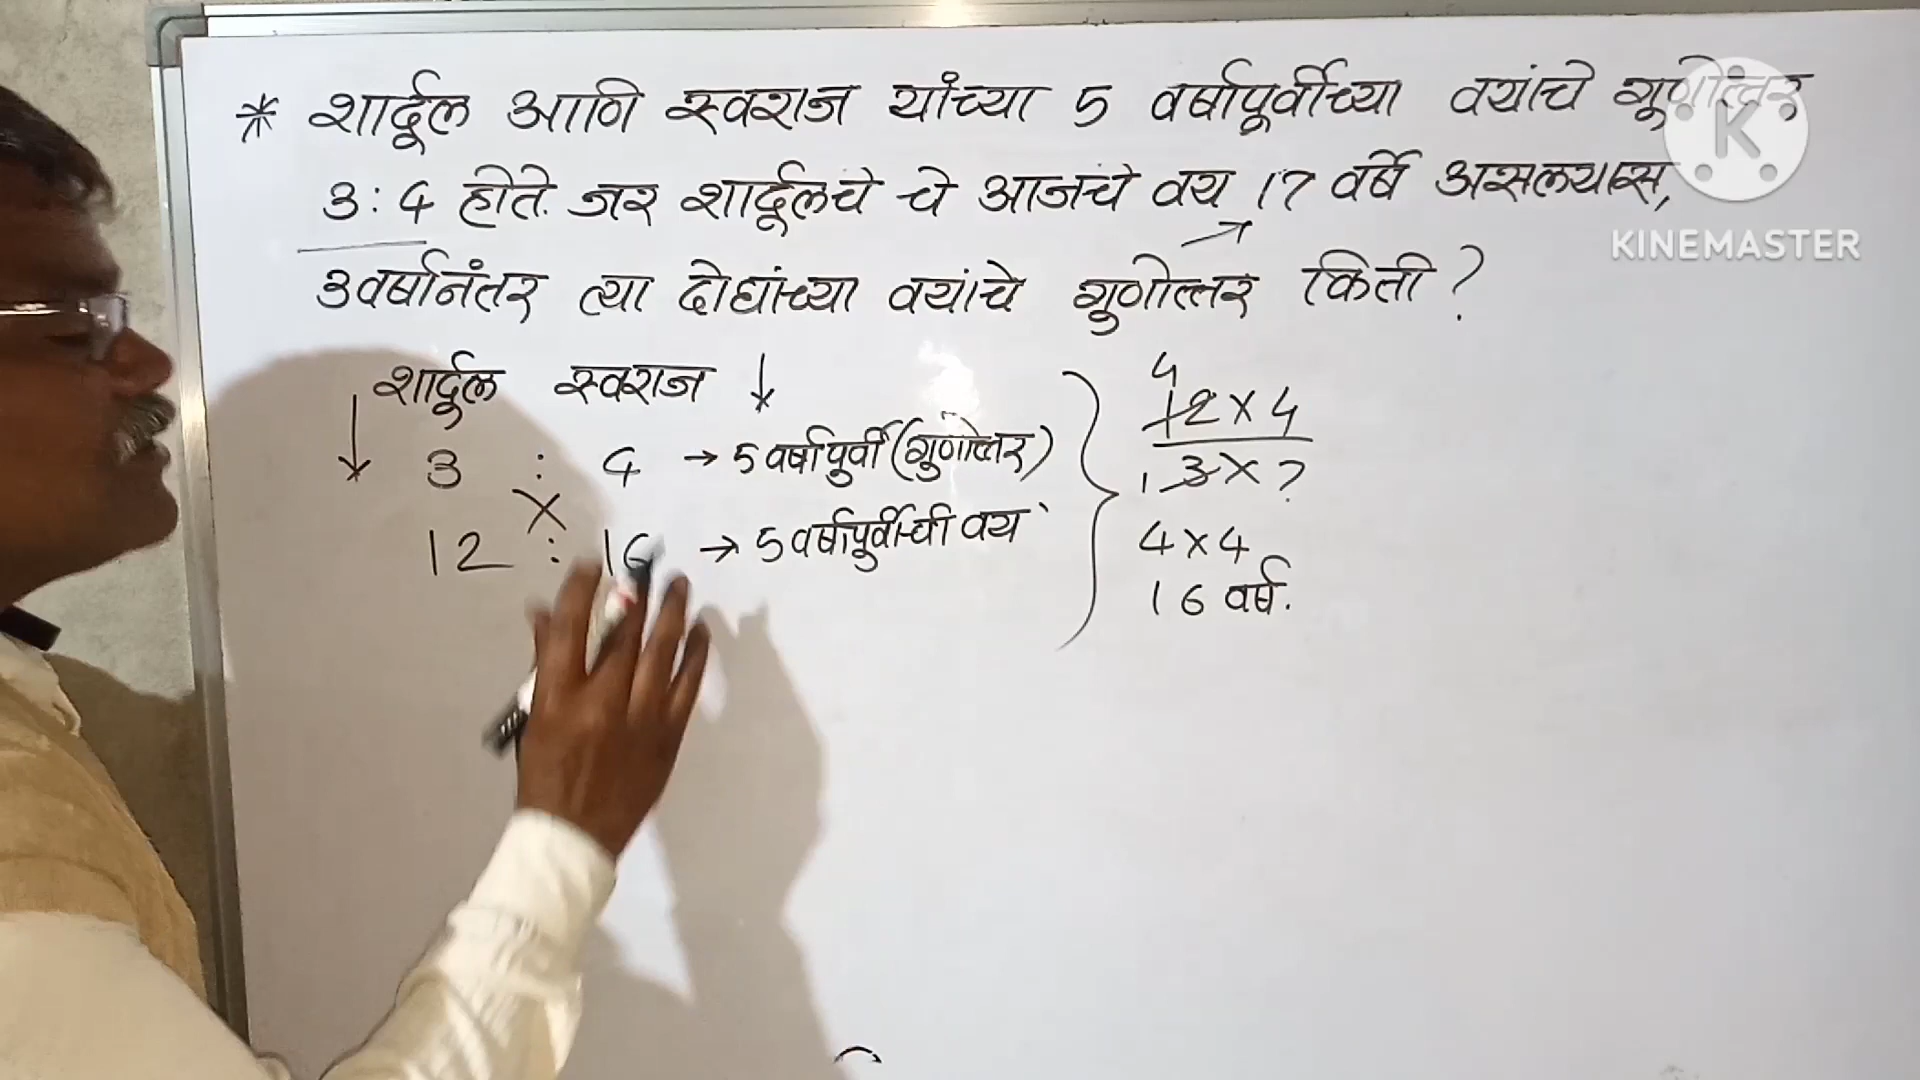 * शार्दूल आणि स्वराज यांच्या 5 वर्षापूर्वीच्या वयांचे गुणोत्तर
3:4 होते. जर शार्दूलचे चे आजचे वय 17 वर्षे असल्यास,
3 वर्षानंतर त्या दोघांच्या वयांचे गुणोत्तर किती?
शार्दूल स्वराज
3 : 4 → 5 वर्षापुर्वी (गुणोत्तर)
12 : 16 → 5 वर्षापुर्वीची वय
4
12 × 4
1 3 × ?
4 × 4
16 वर्ष.
K
KINEMASTER